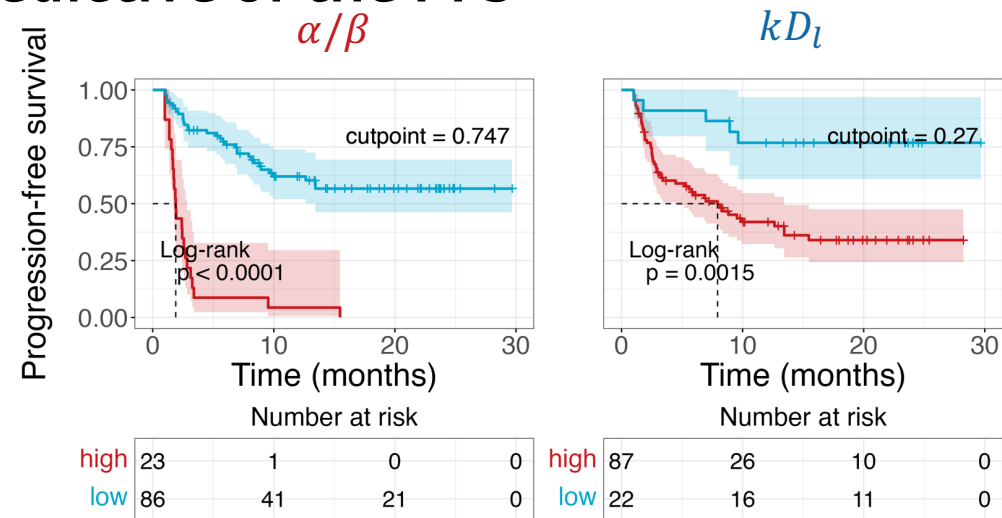 α/β
kD_l
Progression-free survival
1.00
0.75
0.50
0.25
0.00
cutpoint = 0.747
Log-rank
p < 0.0001
0 10 20 30
Time (months)
cutpoint = 0.27
Log-rank
p = 0.0015
0 10 20 30
Time (months)
Number at risk
high 23 1 0 0
low 86 41 21 0
Number at risk
high 87 26 10 0
low 22 16 11 0